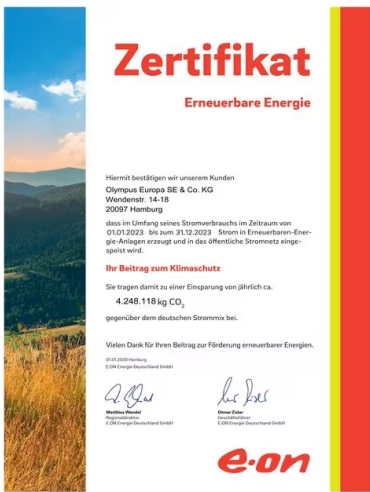 Zertifikat
Erneuerbare Energie
Hiermit bestätigen wir unserem Kunden
Olympus Europa SE & Co. KG
Wendenstr. 14-18
20097 Hamburg
dass im Umfang seines Stromverbrauchs im Zeitraum von
01.01.2023 bis zum 31.12.2023 Strom in Erneuerbaren-Ener-
gie-Anlagen erzeugt und in das öffentliche Stromnetz einge-
speist wird.
Ihr Beitrag zum Klimaschutz
Sie tragen damit zu einer Einsparung von jährlich ca.
4.248.118 kg CO₂
gegenüber dem deutschen Strommix bei.
Vielen Dank für Ihren Beitrag zur Förderung erneuerbarer Energien.
01.01.2020 Hamburg
E.ON Energie Deutschland GmbH
Matthias Wendel
Regionaldirektor
E.ON Energie Deutschland GmbH
Otmar Zisler
Geschäftsführer
E.ON Energie Deutschland GmbH
e·on